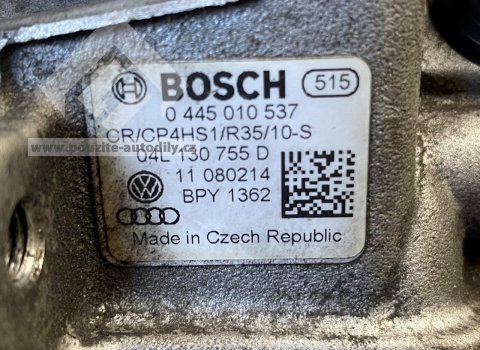 BOSCH 515
0 445 010 537
CR/CP4HS1/R35/10-S
www.pouzite-autodily.cz
04L 130 755 D
11 080214
BPY 1362
Made in Czech Republic